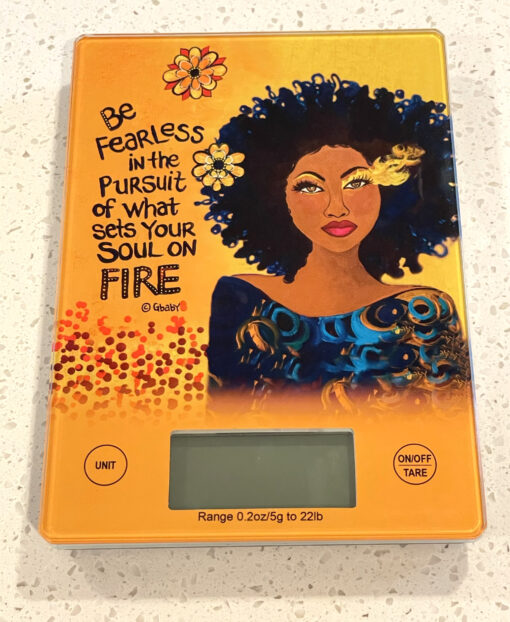 Be
FeaRLess
in the
PURSUiT
of what
sets YOUR
SOUL ON
FIRE
© Gbaby
UNIT
ON/OFF
TARE
Range 0.2oz/5g to 22lb